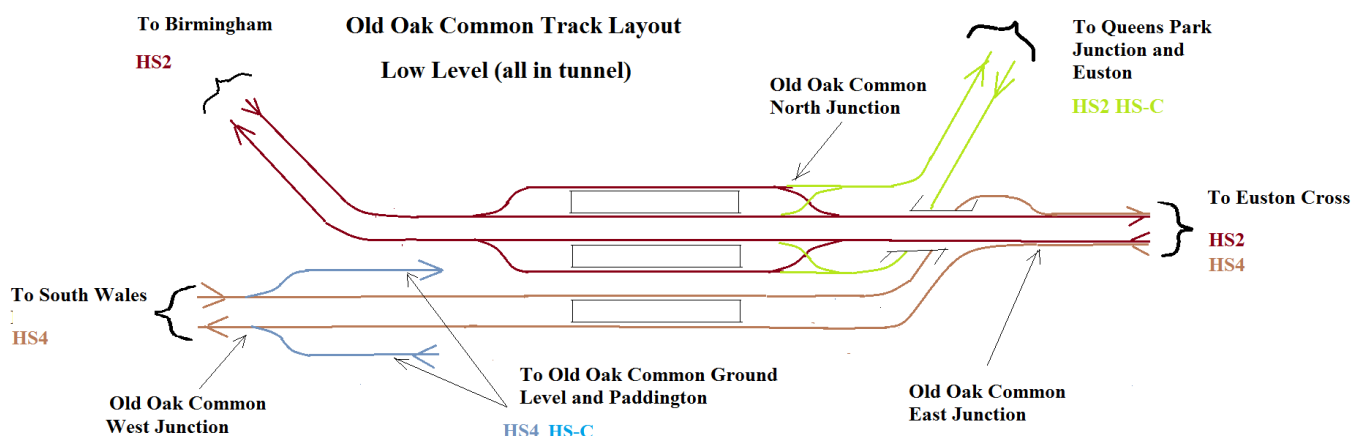 Old Oak Common Track Layout
Low Level (all in tunnel)
To Birmingham
HS2
To Queens Park
Junction and
Euston
HS2 HS-C
Old Oak Common
North Junction
To Euston Cross
HS2
HS4
To South Wales
HS4
Old Oak Common
West Junction
To Old Oak Common Ground
Level and Paddington
HS4 HS-C
Old Oak Common
East Junction